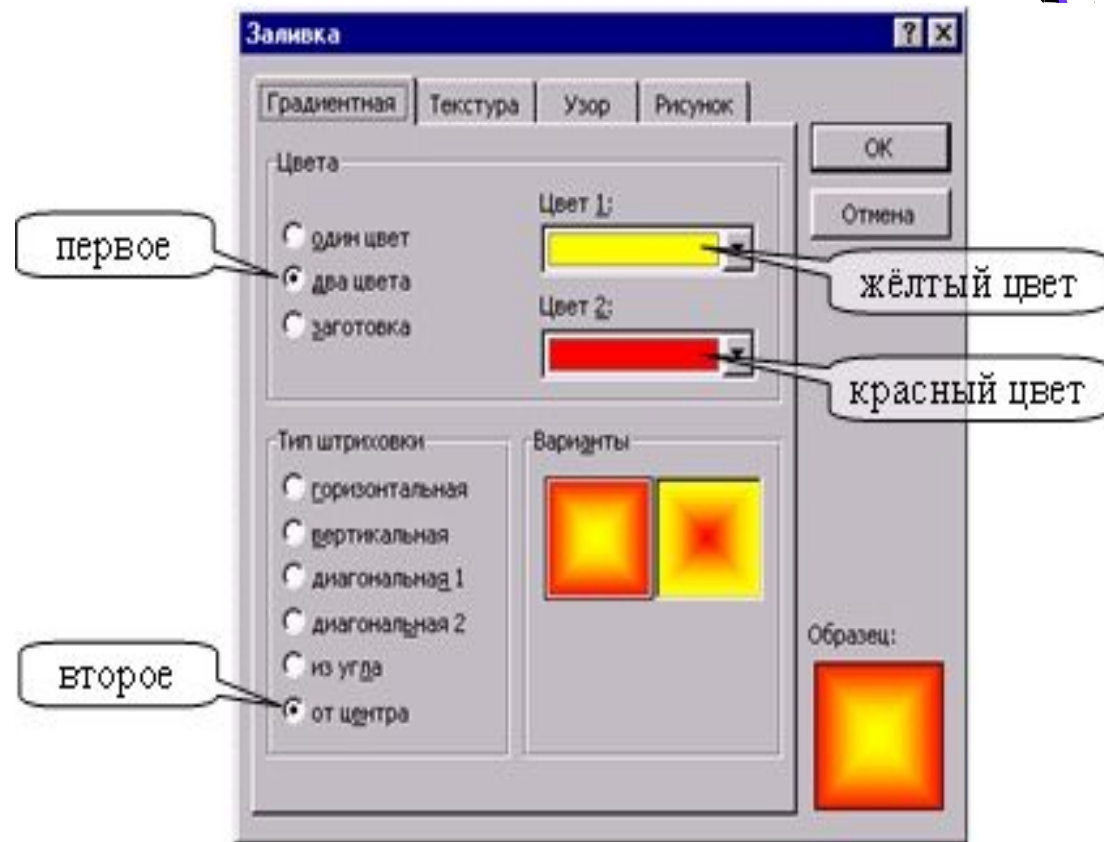 Заливка
Градиентная Текстура Узор Рисунок
OK
Отмена
Цвета
один цвет
два цвета
заготовка
Цвет 1:
Цвет 2:
первое
жёлтый цвет
красный цвет
Тип штриховки
горизонтальная
вертикальная
диагональная 1
диагональная 2
из угла
от центра
второе
Варианты
Образец: